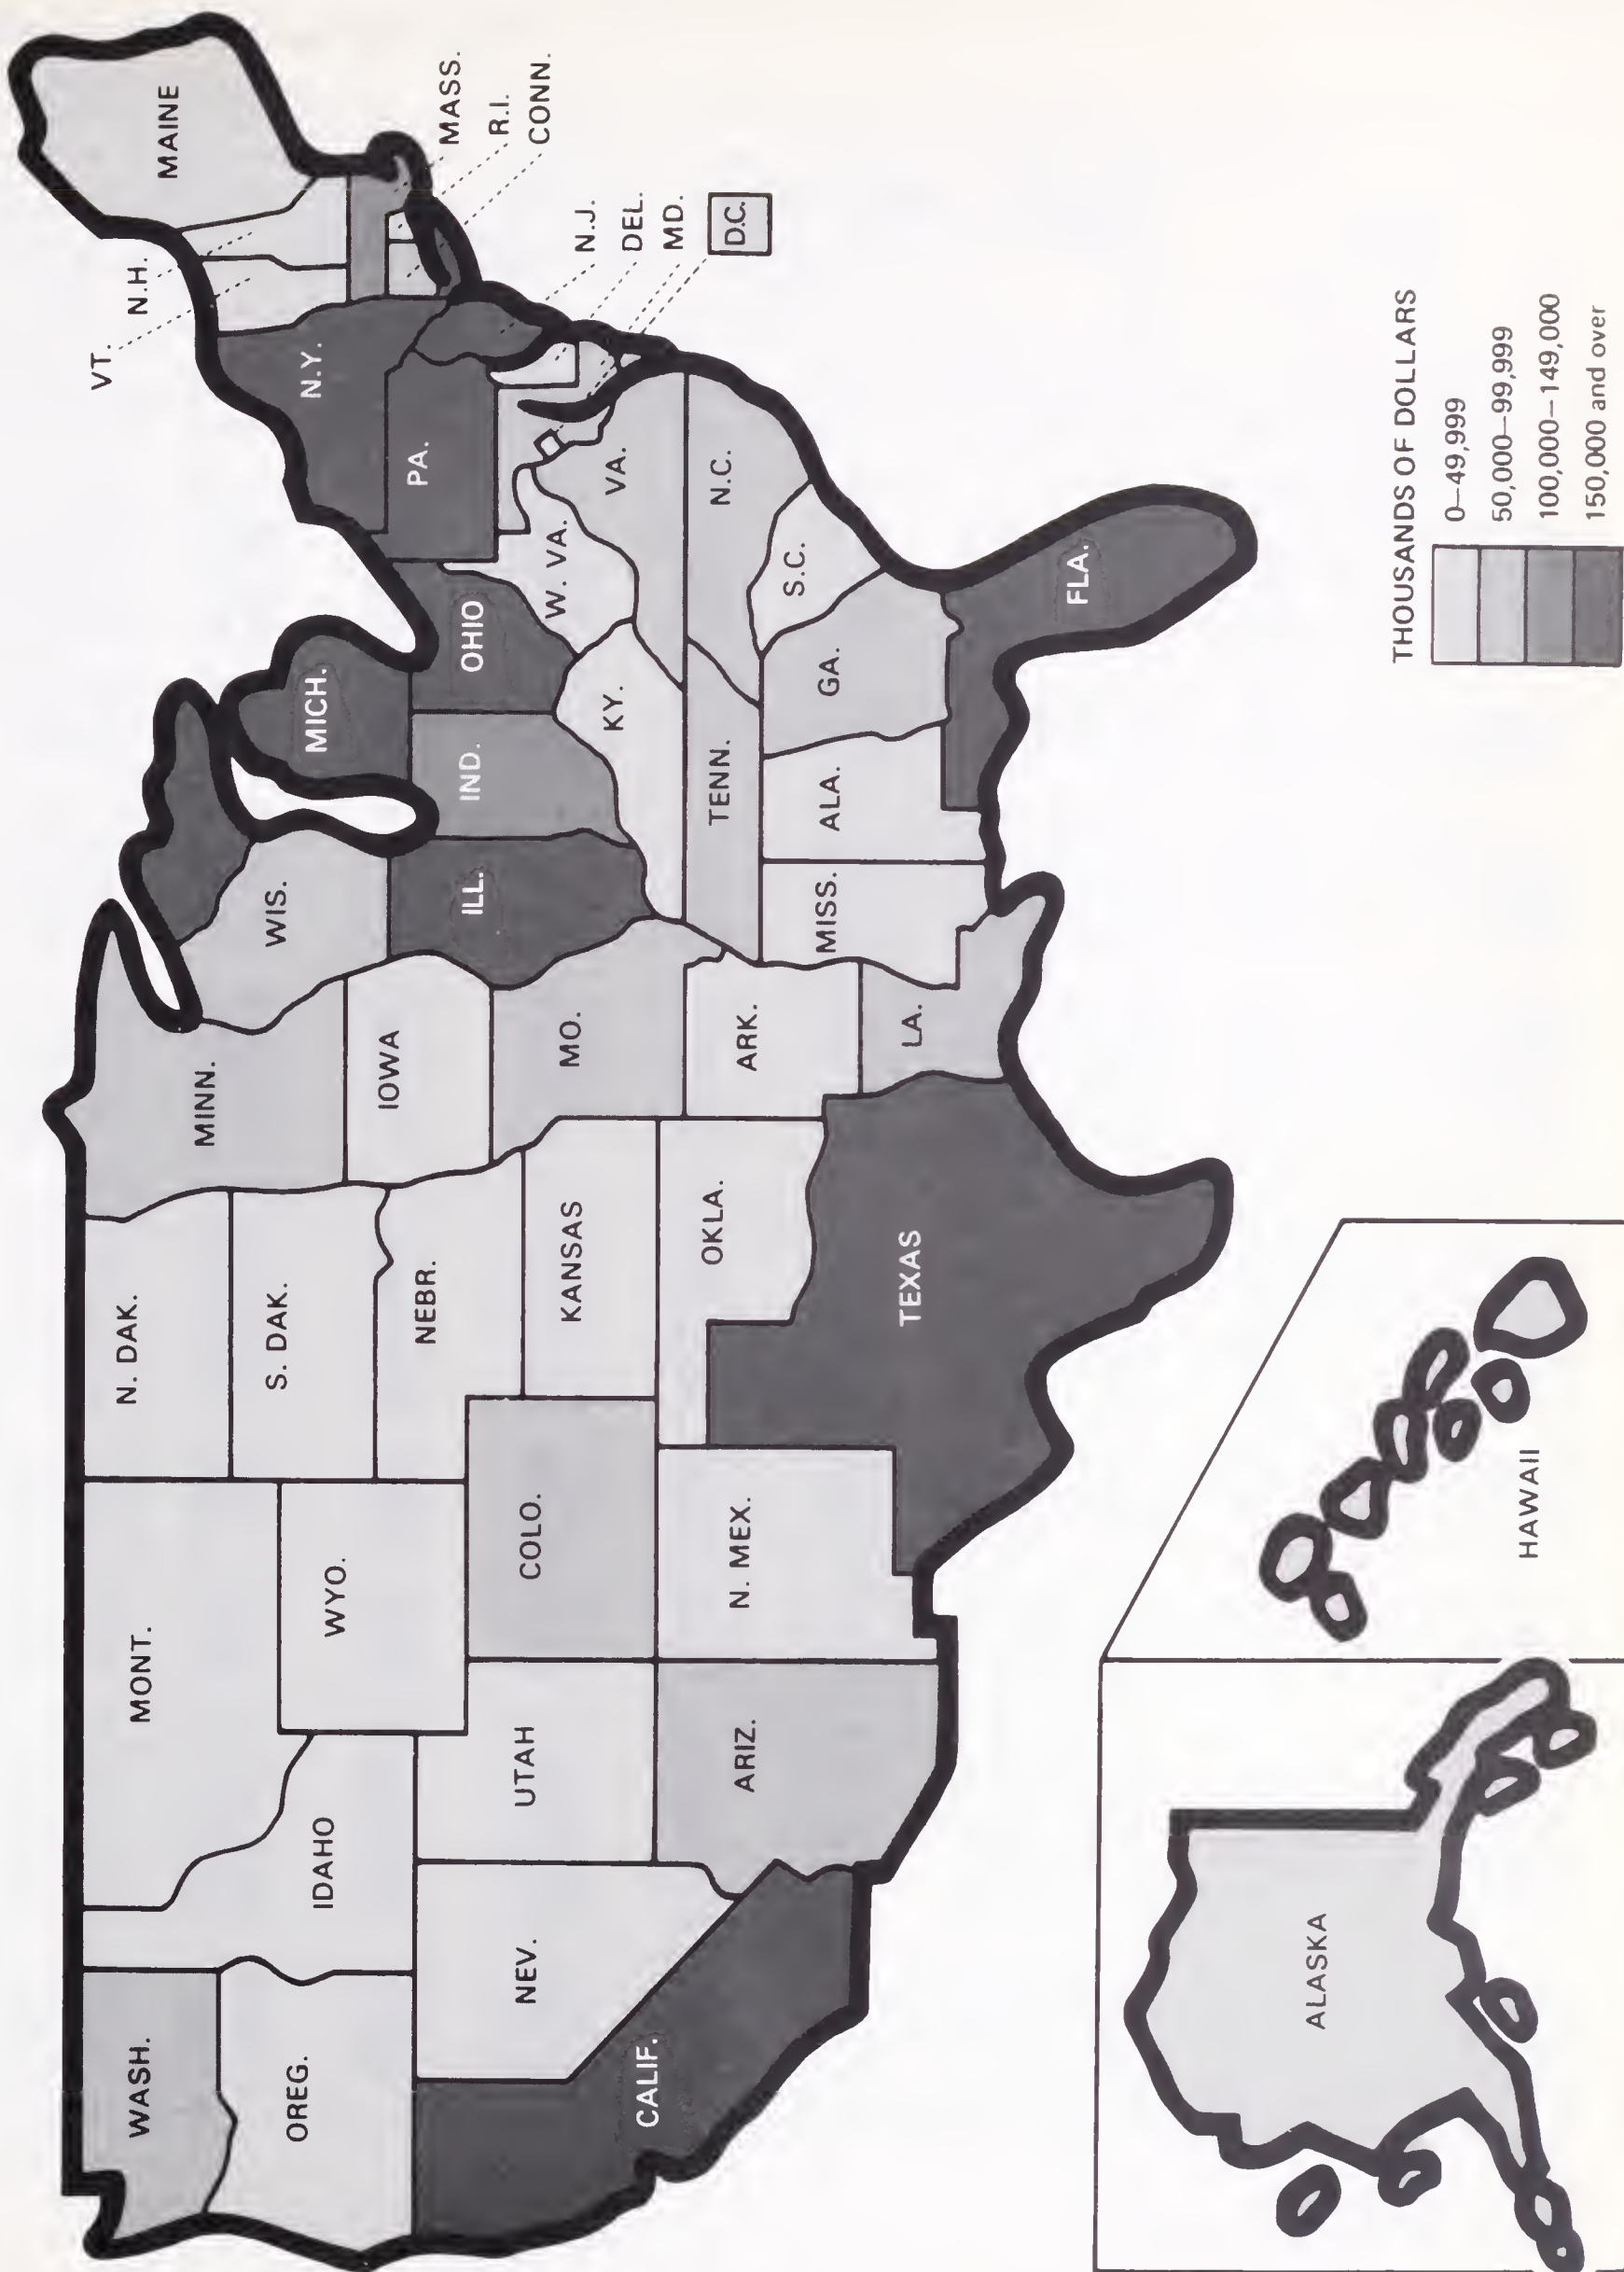 WASH.
OREG.
CALIF.
NEV.
IDAHO
MONT.
WYO.
UTAH
ARIZ.
COLO.
N. MEX.
N. DAK.
S. DAK.
NEBR.
KANSAS
OKLA.
TEXAS
MINN.
IOWA
MO.
ARK.
LA.
WIS.
ILL.
MICH.
IND.
OHIO
KY.
TENN.
MISS.
ALA.
GA.
FLA.
S.C.
N.C.
VA.
W. VA.
PA.
N.Y.
VT.
N.H.
MAINE
MASS.
R.I.
CONN.
N.J.
DEL.
MD.
D.C.
ALASKA
HAWAII
THOUSANDS OF DOLLARS
0–49,999
50,000–99,999
100,000–149,000
150,000 and over